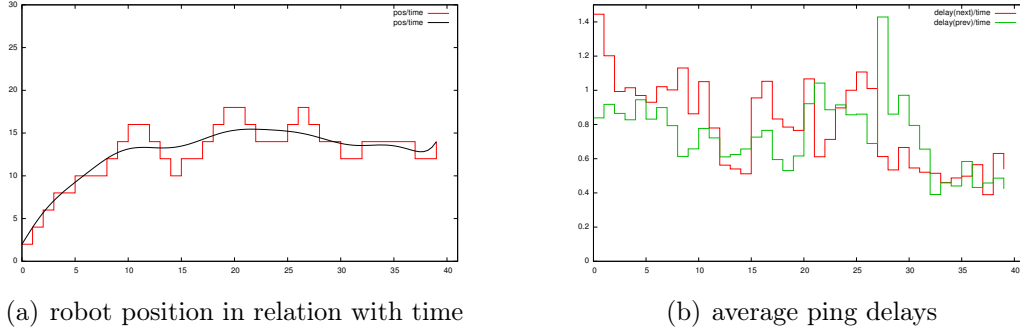 30
25
20
15
10
5
0
0 5 10 15 20 25 30 35 40
pos/time
pos/time
1.4
1.2
1
0.8
0.6
0.4
0.2
0
0 5 10 15 20 25 30 35 40
delay(next)/time
delay(prev)/time
(a) robot position in relation with time
(b) average ping delays